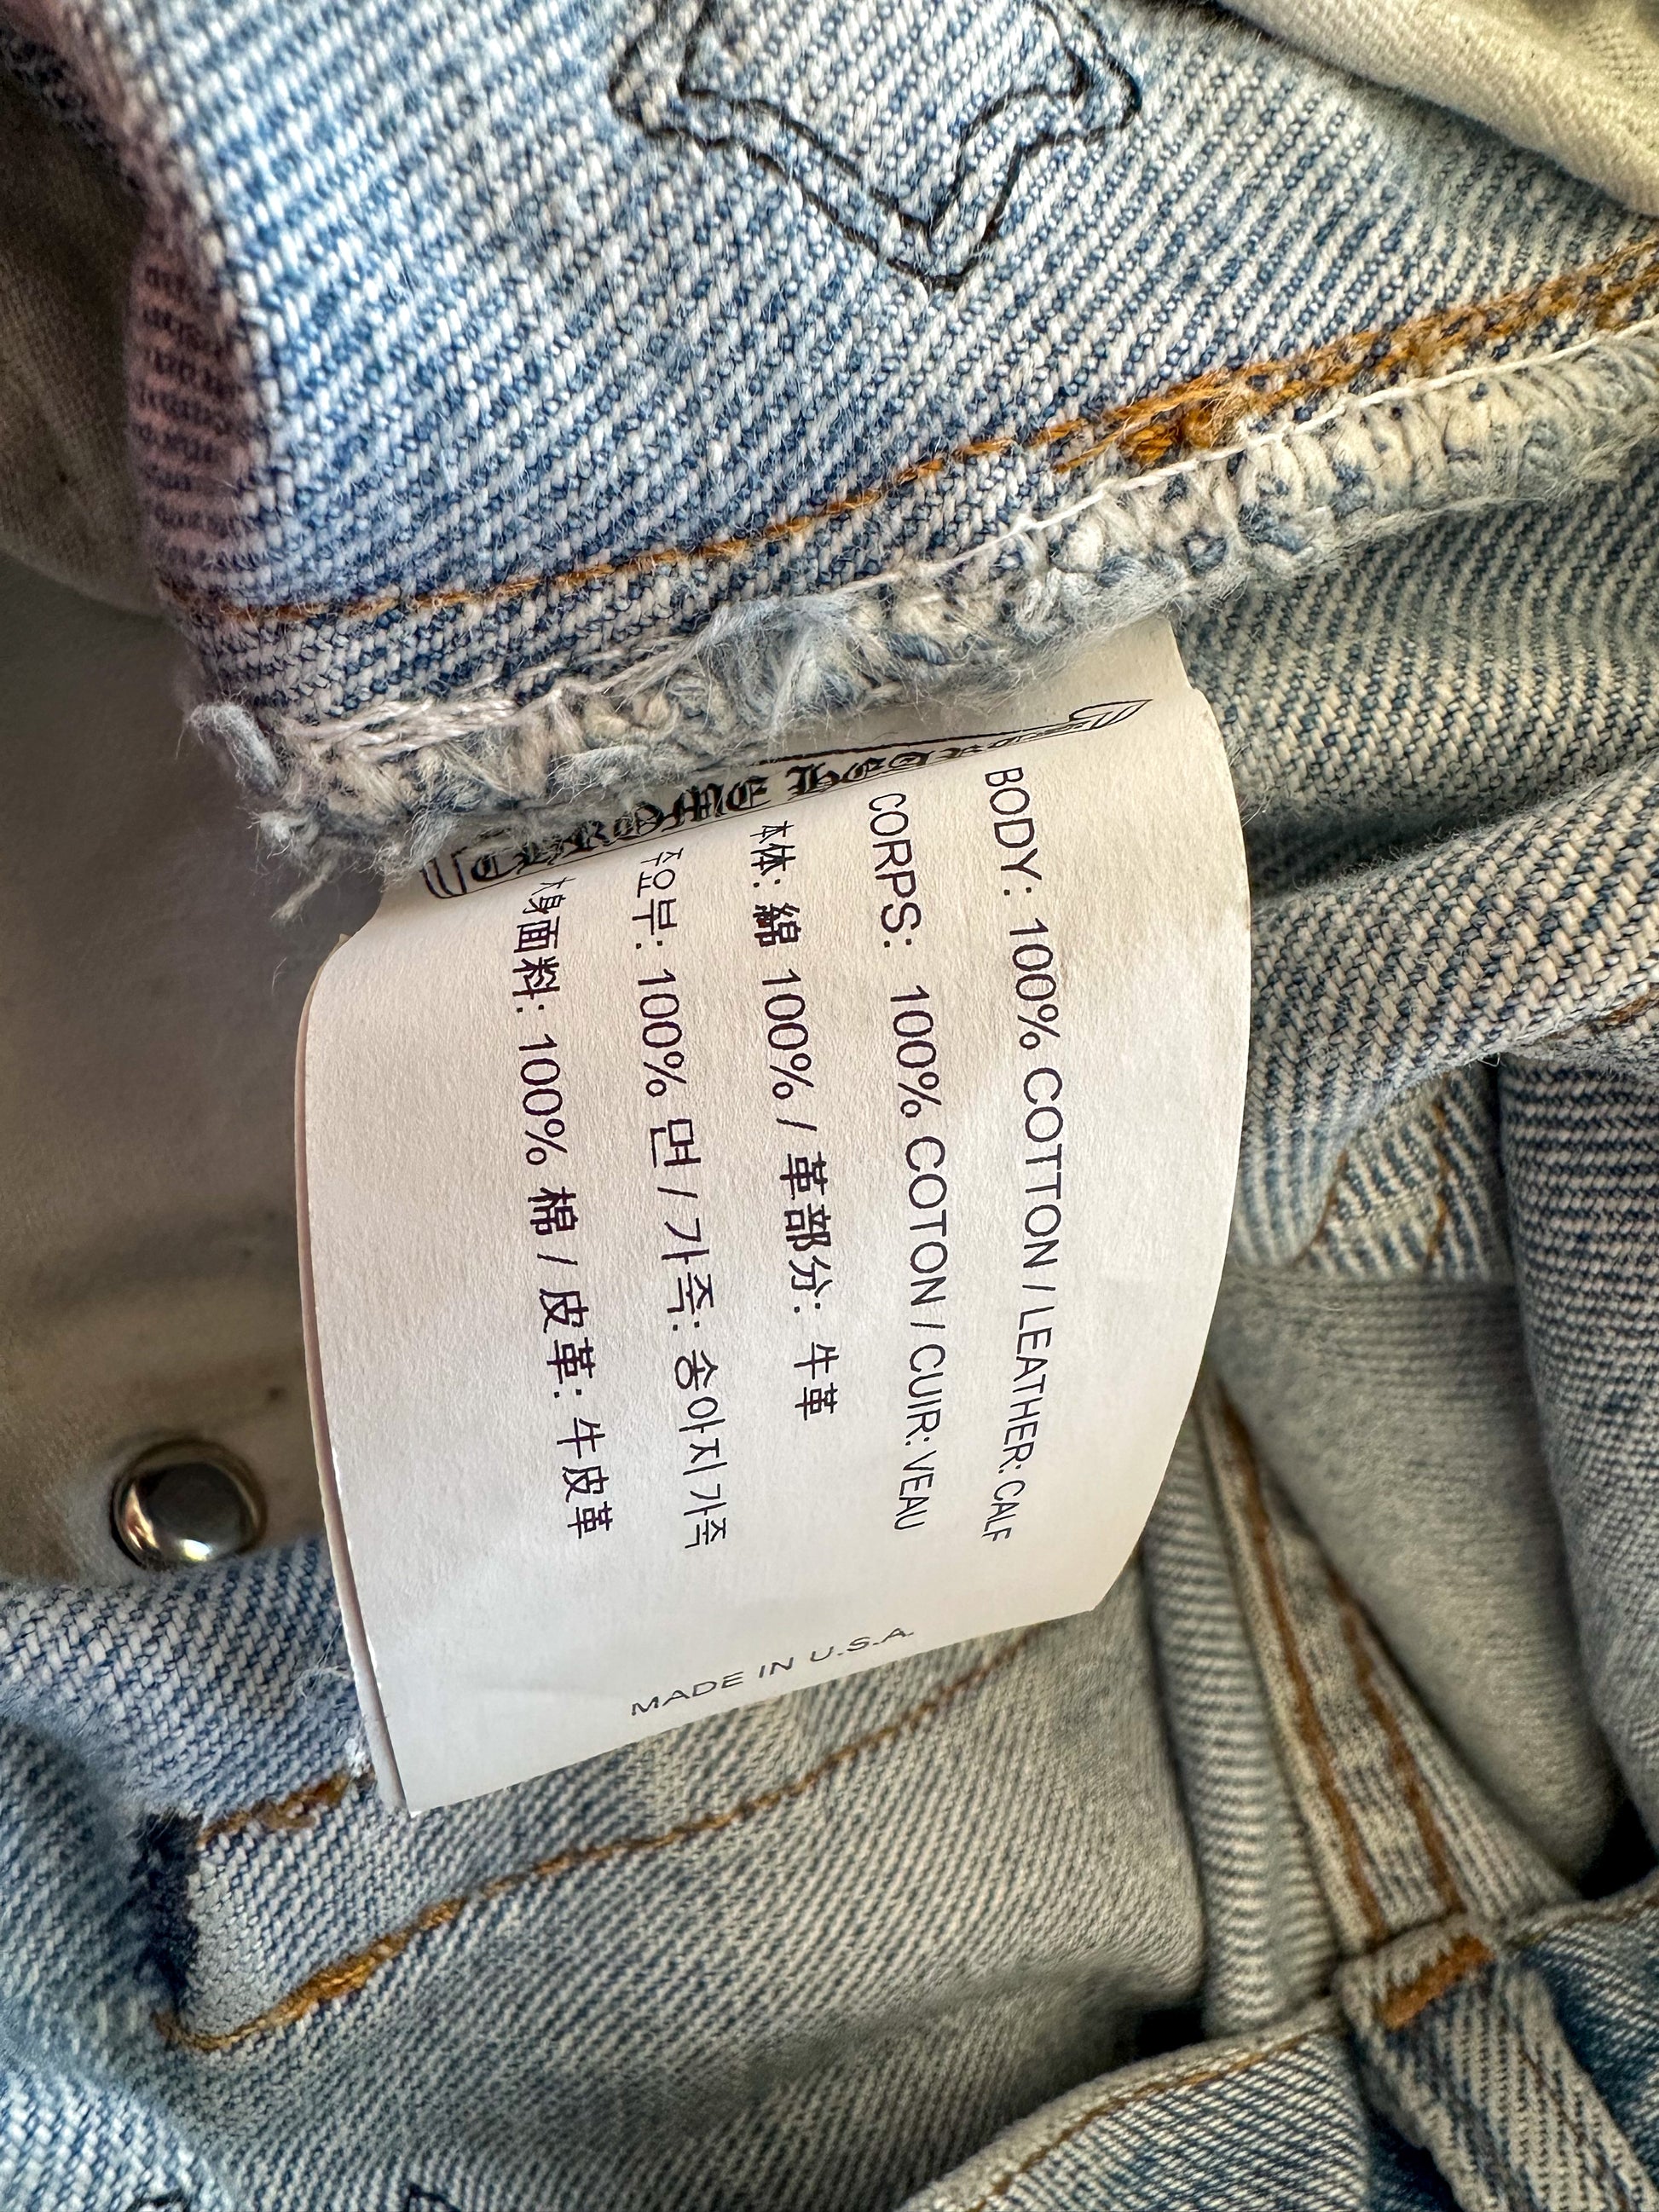 BODY: 100% COTTON / LEATHER: CALF
CORPS: 100% COTON / CUIR: VEAU
本体: 綿 100% / 革部分: 牛革
주요부: 100% 면 / 가죽: 송아지 가죽
大身面料: 100% 棉 / 皮革: 牛皮革
MADE IN U.S.A.